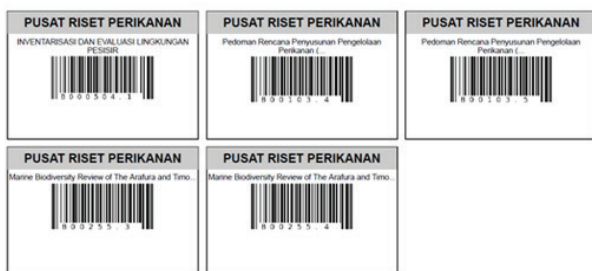 PUSAT RISET PERIKANAN
INVENTARISASI DAN EVALUASI LINGKUNGAN
PESISIR
B000504.1
PUSAT RISET PERIKANAN
Pedoman Rencana Penyusunan Pengelolaan
Perikanan (...
B00103.4
PUSAT RISET PERIKANAN
Pedoman Rencana Penyusunan Pengelolaan
Perikanan (...
B00103.5
PUSAT RISET PERIKANAN
Marine Biodiversity Review of The Arafura and Timo...
B00255.3
PUSAT RISET PERIKANAN
Marine Biodiversity Review of The Arafura and Timo...
B00255.4